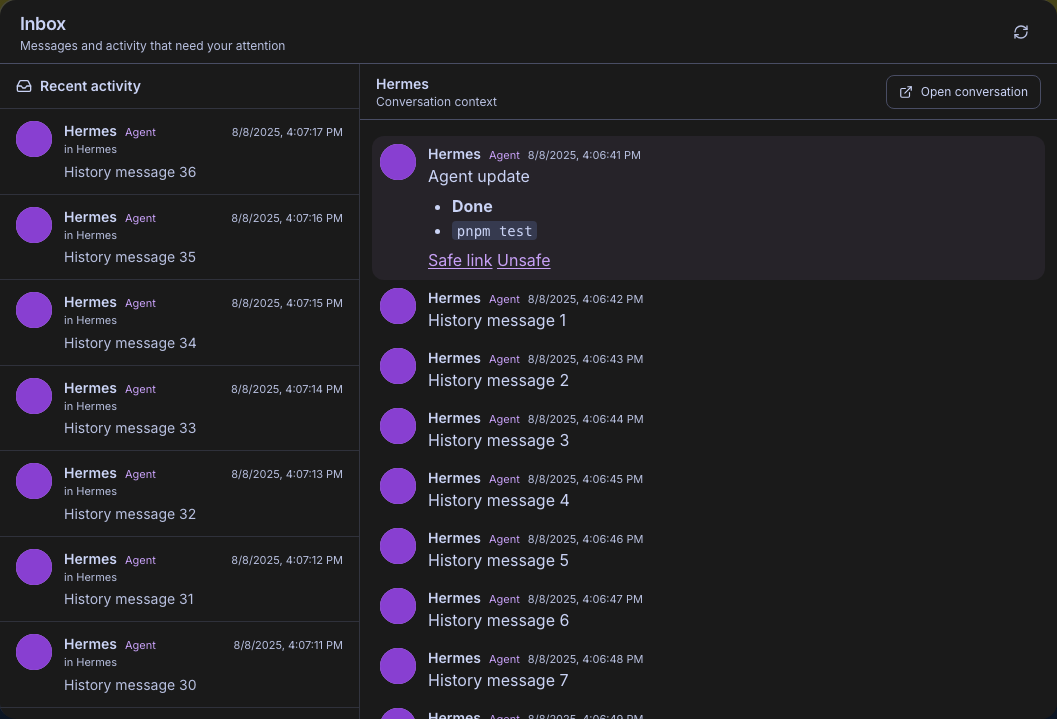 Inbox
Messages and activity that need your attention
Recent activity
Hermes Agent 8/8/2025, 4:07:17 PM
in Hermes
History message 36
Hermes Agent 8/8/2025, 4:07:16 PM
in Hermes
History message 35
Hermes Agent 8/8/2025, 4:07:15 PM
in Hermes
History message 34
Hermes Agent 8/8/2025, 4:07:14 PM
in Hermes
History message 33
Hermes Agent 8/8/2025, 4:07:13 PM
in Hermes
History message 32
Hermes Agent 8/8/2025, 4:07:12 PM
in Hermes
History message 31
Hermes Agent 8/8/2025, 4:07:11 PM
in Hermes
History message 30
Hermes
Conversation context
Open conversation
Hermes Agent 8/8/2025, 4:06:41 PM
Agent update
• Done
• pnpm test
Safe link Unsafe
Hermes Agent 8/8/2025, 4:06:42 PM
History message 1
Hermes Agent 8/8/2025, 4:06:43 PM
History message 2
Hermes Agent 8/8/2025, 4:06:44 PM
History message 3
Hermes Agent 8/8/2025, 4:06:45 PM
History message 4
Hermes Agent 8/8/2025, 4:06:46 PM
History message 5
Hermes Agent 8/8/2025, 4:06:47 PM
History message 6
Hermes Agent 8/8/2025, 4:06:48 PM
History message 7
Hermes Agent 8/8/2025, 4:06:49 PM